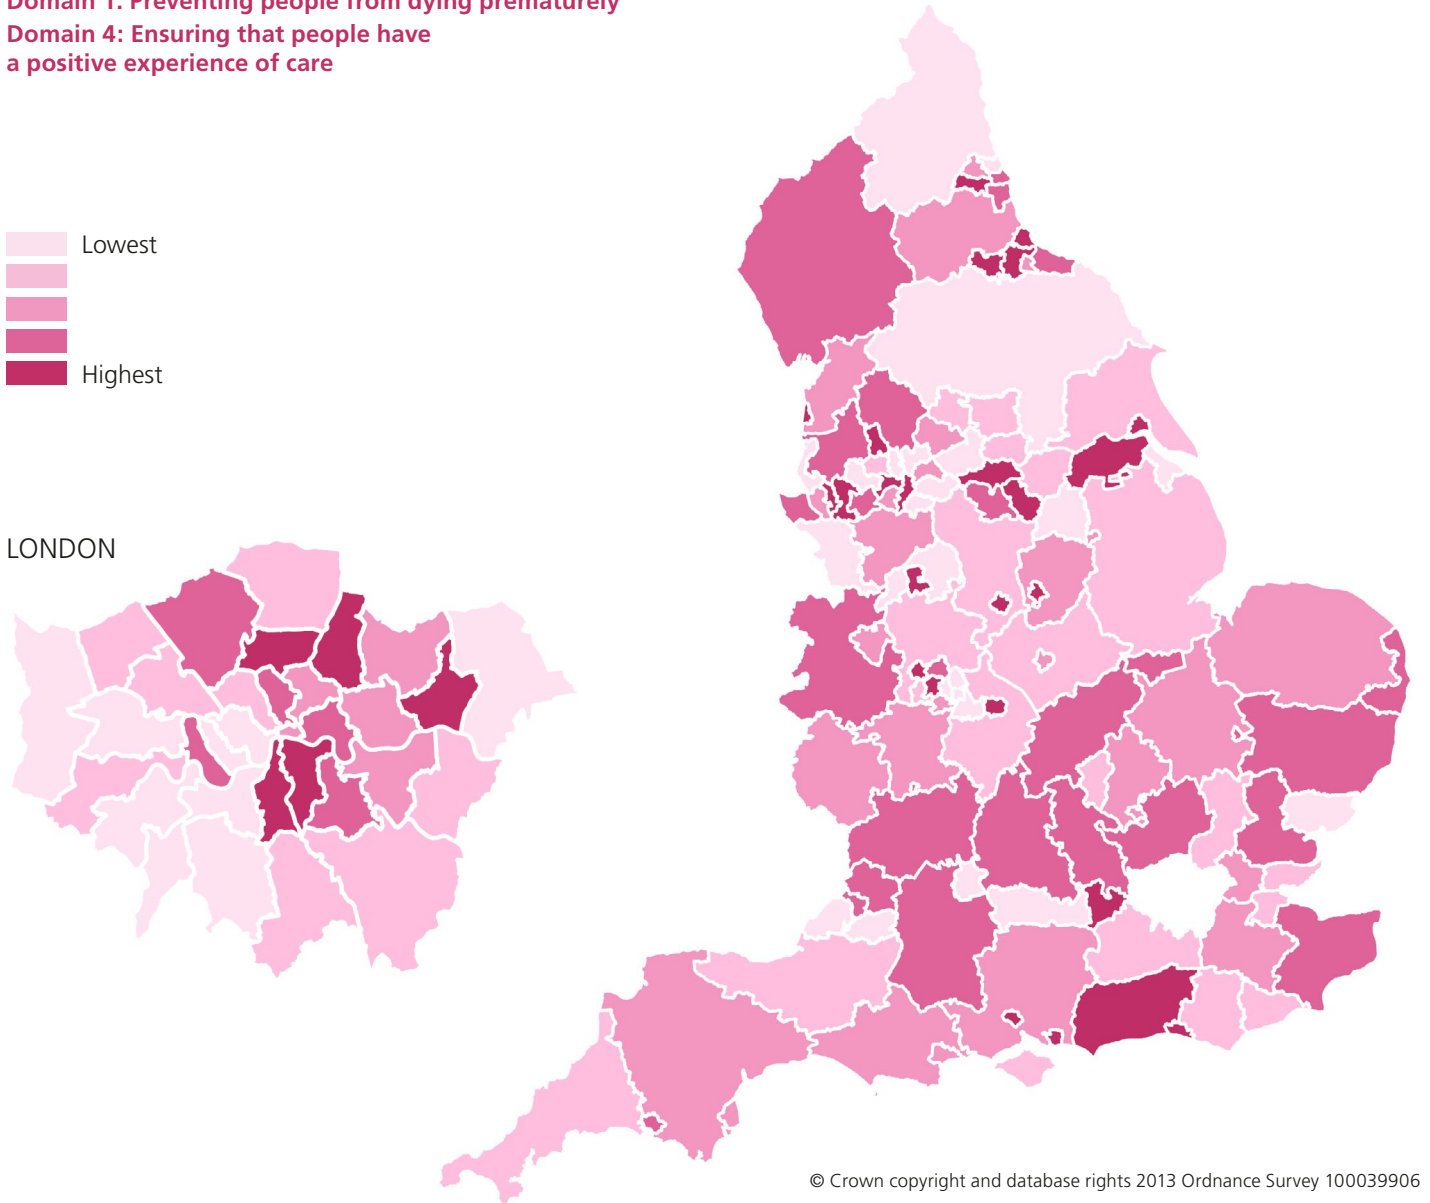 Domain 1: Preventing people from dying prematurely
Domain 4: Ensuring that people have
a positive experience of care
Lowest
Highest
LONDON
© Crown copyright and database rights 2013 Ordnance Survey 100039906